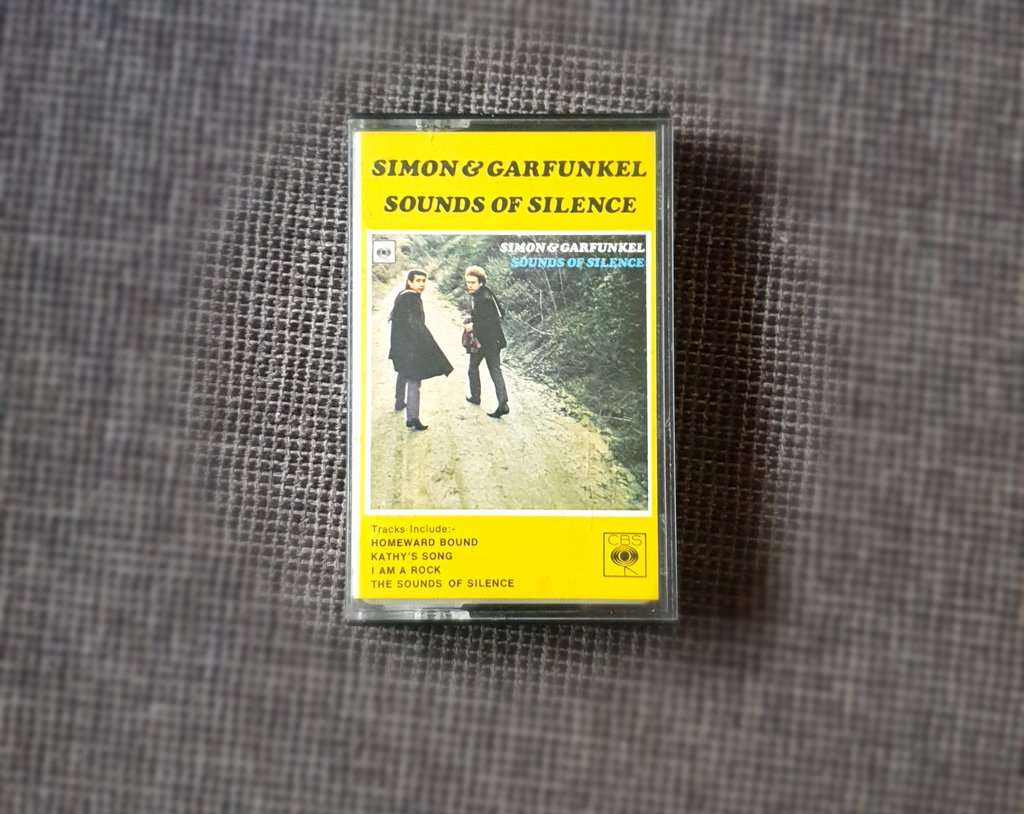 SIMON & GARFUNKEL
SOUNDS OF SILENCE
SIMON & GARFUNKEL
SOUNDS OF SILENCE
Tracks Include:-
HOMEWARD BOUND
KATHY'S SONG
I AM A ROCK
THE SOUNDS OF SILENCE
CBS